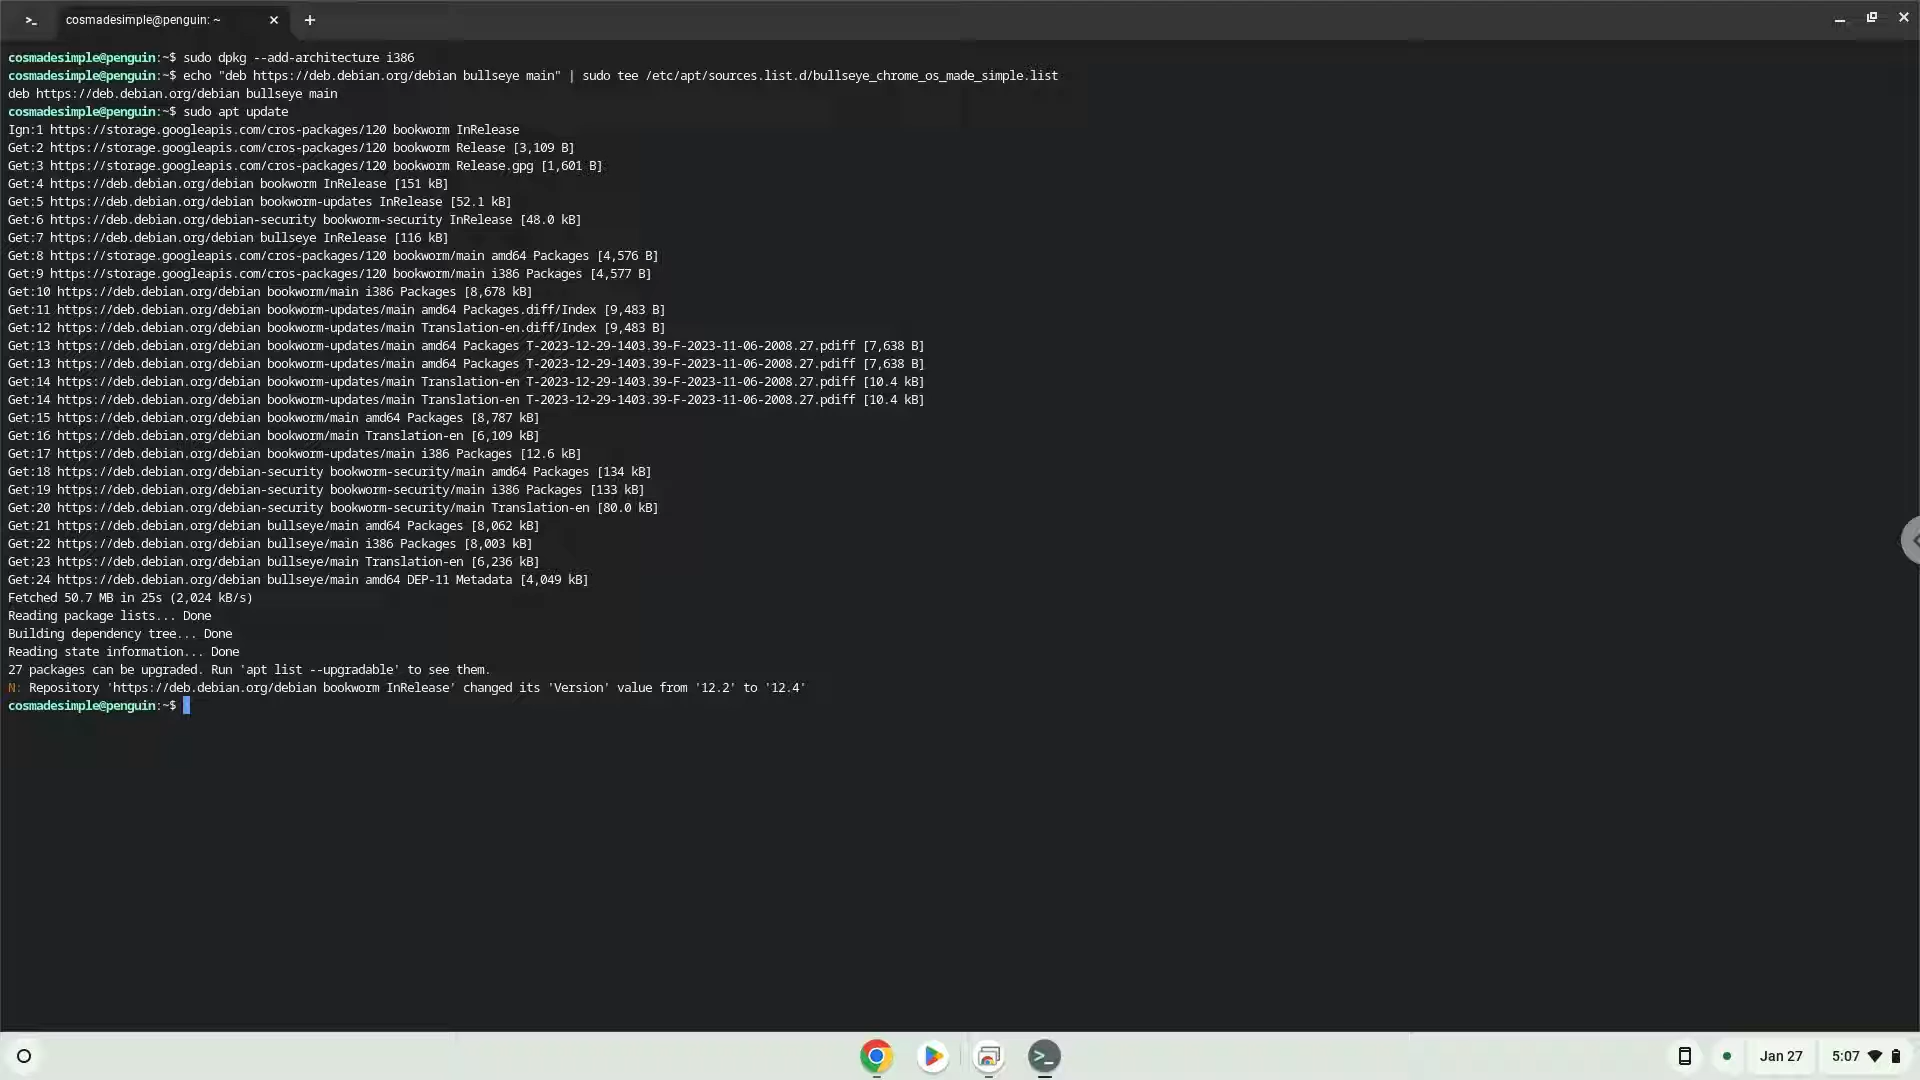 >_
cosmadesimple@penguin: ~
cosmadesimple@penguin:~$ sudo dpkg --add-architecture i386
cosmadesimple@penguin:~$ echo "deb https://deb.debian.org/debian bullseye main" | sudo tee /etc/apt/sources.list.d/bullseye_chrome_os_made_simple.list
deb https://deb.debian.org/debian bullseye main
cosmadesimple@penguin:~$ sudo apt update
Ign:1 https://storage.googleapis.com/cros-packages/120 bookworm InRelease
Get:2 https://storage.googleapis.com/cros-packages/120 bookworm Release [3,109 B]
Get:3 https://storage.googleapis.com/cros-packages/120 bookworm Release.gpg [1,601 B]
Get:4 https://deb.debian.org/debian bookworm InRelease [151 kB]
Get:5 https://deb.debian.org/debian bookworm-updates InRelease [52.1 kB]
Get:6 https://deb.debian.org/debian-security bookworm-security InRelease [48.0 kB]
Get:7 https://deb.debian.org/debian bullseye InRelease [116 kB]
Get:8 https://storage.googleapis.com/cros-packages/120 bookworm/main amd64 Packages [4,576 B]
Get:9 https://storage.googleapis.com/cros-packages/120 bookworm/main i386 Packages [4,577 B]
Get:10 https://deb.debian.org/debian bookworm/main i386 Packages [8,678 kB]
Get:11 https://deb.debian.org/debian bookworm-updates/main amd64 Packages.diff/Index [9,483 B]
Get:12 https://deb.debian.org/debian bookworm-updates/main Translation-en.diff/Index [9,483 B]
Get:13 https://deb.debian.org/debian bookworm-updates/main amd64 Packages T-2023-12-29-1403.39-F-2023-11-06-2008.27.pdiff [7,638 B]
Get:13 https://deb.debian.org/debian bookworm-updates/main amd64 Packages T-2023-12-29-1403.39-F-2023-11-06-2008.27.pdiff [7,638 B]
Get:14 https://deb.debian.org/debian bookworm-updates/main Translation-en T-2023-12-29-1403.39-F-2023-11-06-2008.27.pdiff [10.4 kB]
Get:14 https://deb.debian.org/debian bookworm-updates/main Translation-en T-2023-12-29-1403.39-F-2023-11-06-2008.27.pdiff [10.4 kB]
Get:15 https://deb.debian.org/debian bookworm/main amd64 Packages [8,787 kB]
Get:16 https://deb.debian.org/debian bookworm/main Translation-en [6,109 kB]
Get:17 https://deb.debian.org/debian bookworm-updates/main i386 Packages [12.6 kB]
Get:18 https://deb.debian.org/debian-security bookworm-security/main amd64 Packages [134 kB]
Get:19 https://deb.debian.org/debian-security bookworm-security/main i386 Packages [133 kB]
Get:20 https://deb.debian.org/debian-security bookworm-security/main Translation-en [80.0 kB]
Get:21 https://deb.debian.org/debian bullseye/main amd64 Packages [8,062 kB]
Get:22 https://deb.debian.org/debian bullseye/main i386 Packages [8,003 kB]
Get:23 https://deb.debian.org/debian bullseye/main Translation-en [6,236 kB]
Get:24 https://deb.debian.org/debian bullseye/main amd64 DEP-11 Metadata [4,049 kB]
Fetched 50.7 MB in 25s (2,024 kB/s)
Reading package lists... Done
Building dependency tree... Done
Reading state information... Done
27 packages can be upgraded. Run 'apt list --upgradable' to see them.
N: Repository 'https://deb.debian.org/debian bookworm InRelease' changed its 'Version' value from '12.2' to '12.4'
cosmadesimple@penguin:~$
>_
Jan 27
5:07